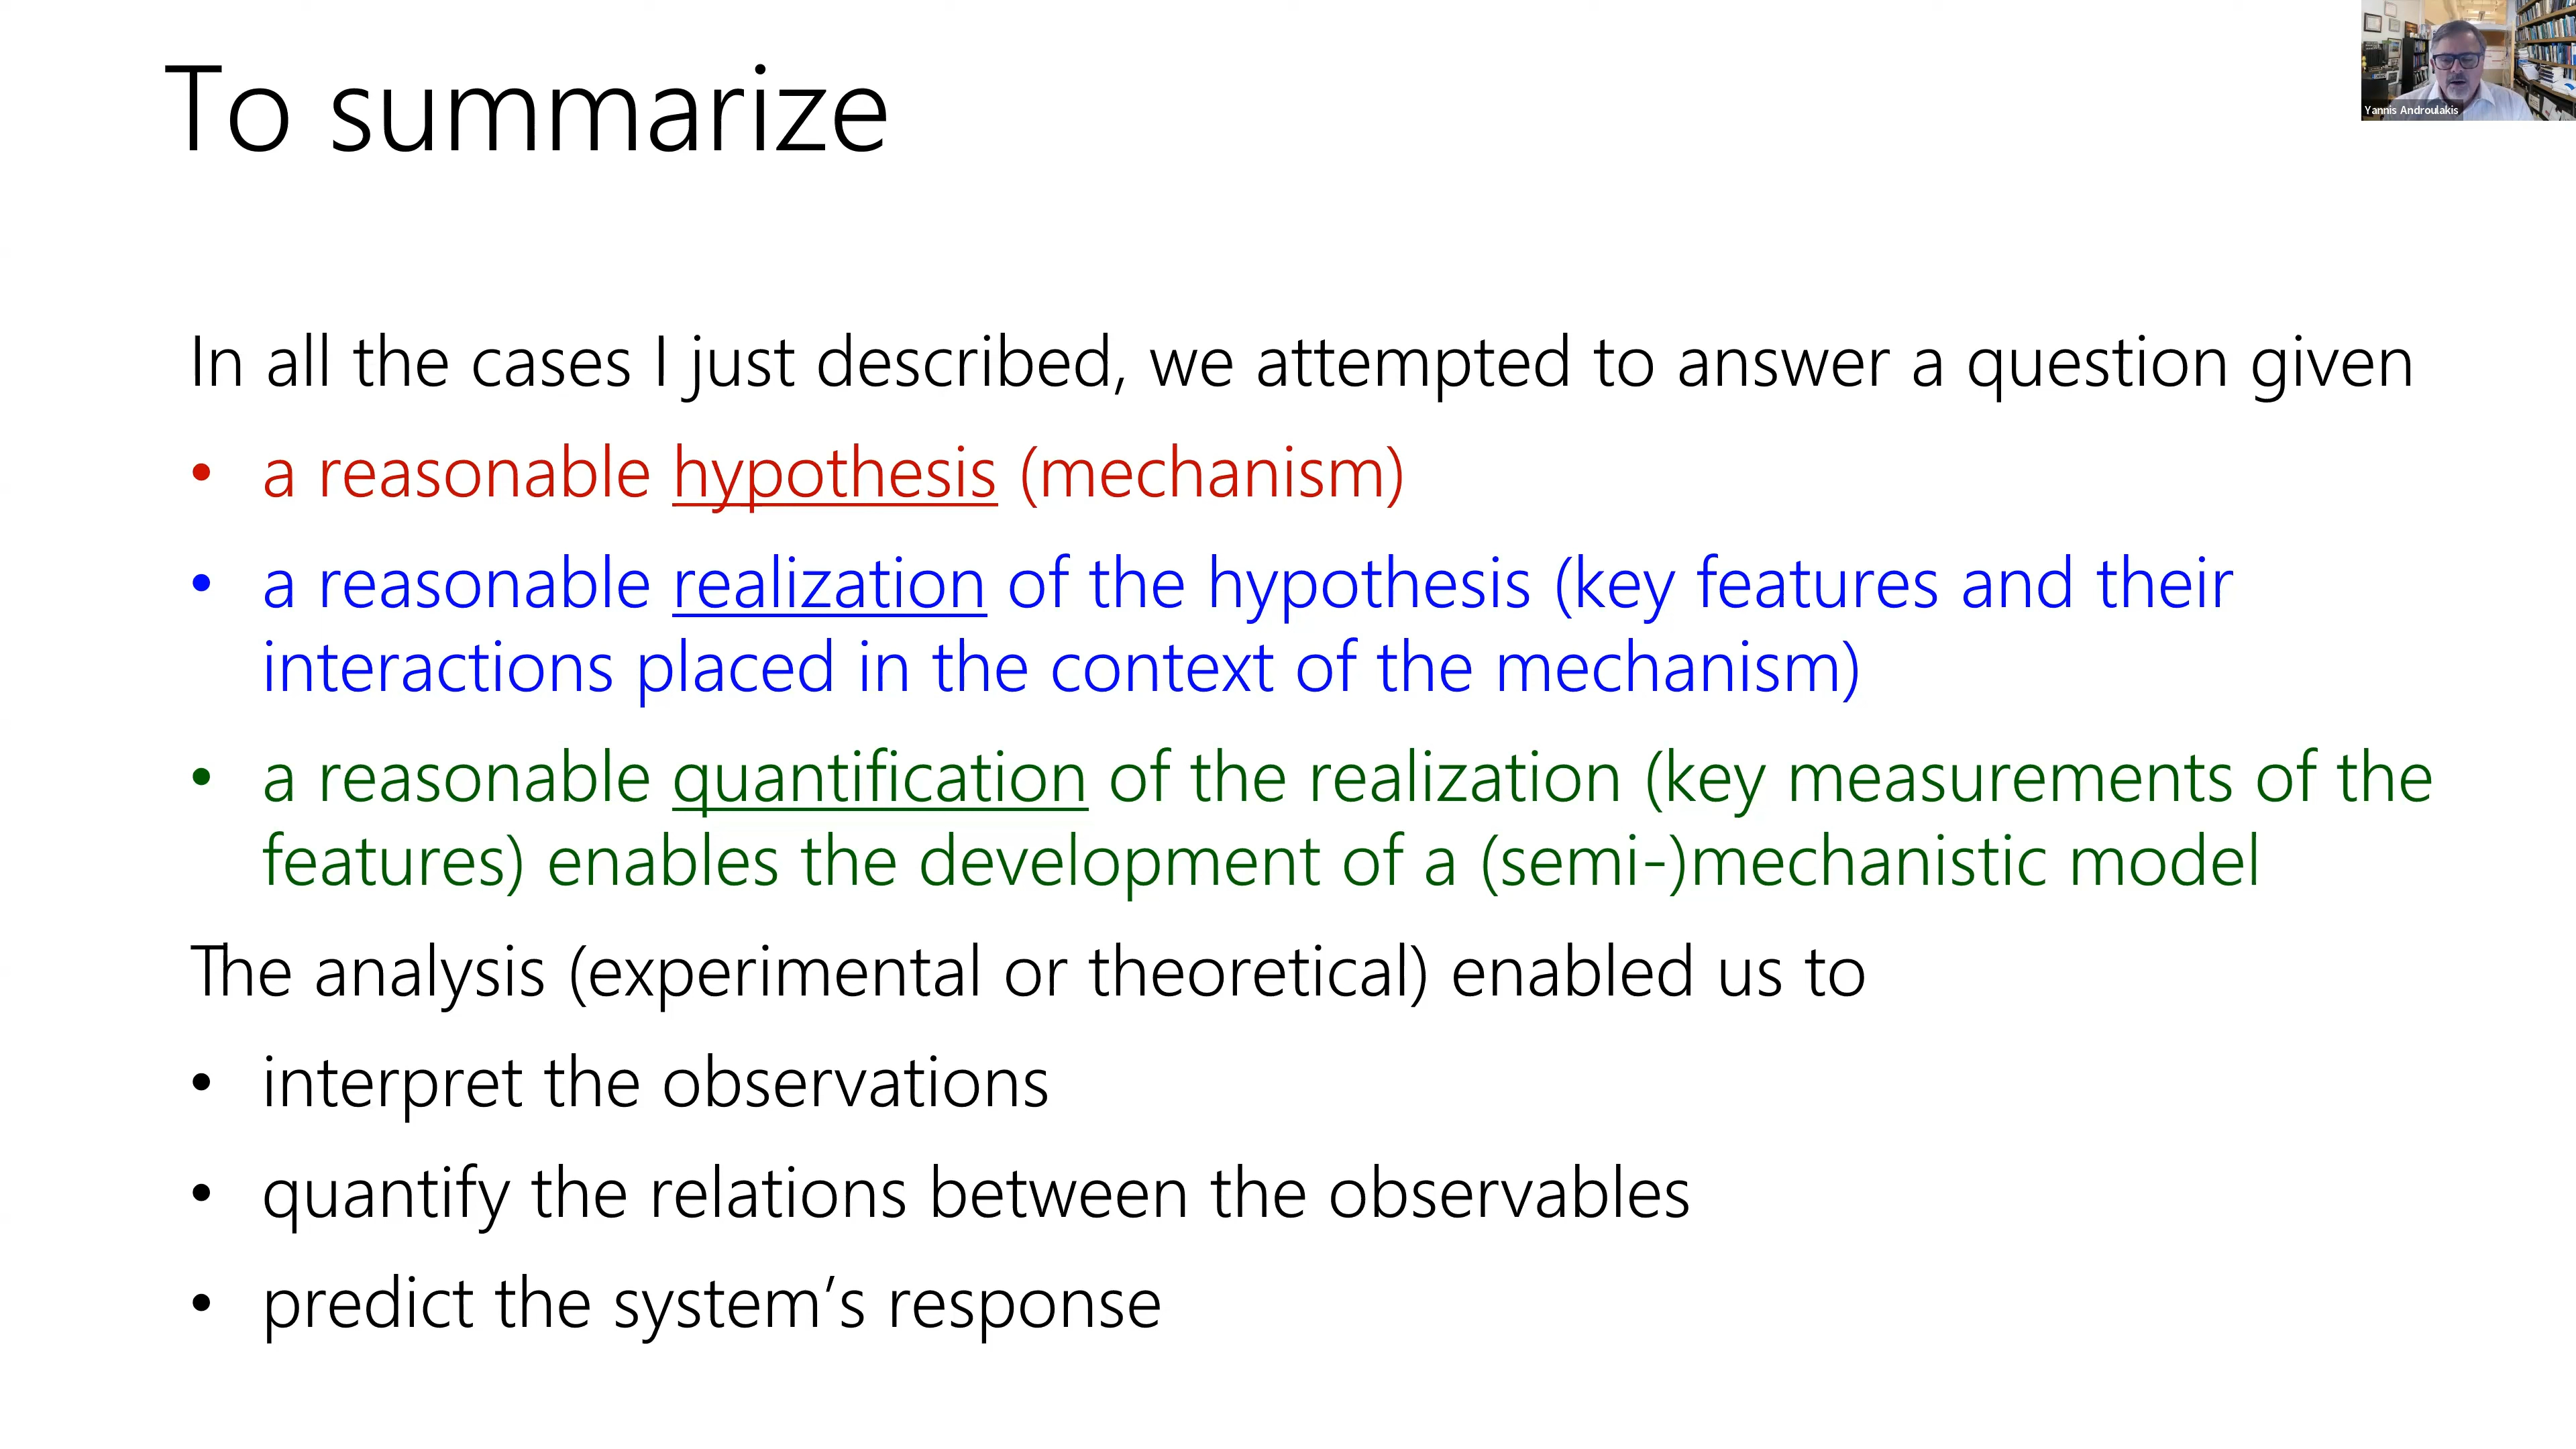 To summarize
Yannis Androulakis
In all the cases I just described, we attempted to answer a question given
• a reasonable hypothesis (mechanism)
• a reasonable realization of the hypothesis (key features and their
interactions placed in the context of the mechanism)
• a reasonable quantification of the realization (key measurements of the
features) enables the development of a (semi-)mechanistic model
The analysis (experimental or theoretical) enabled us to
• interpret the observations
• quantify the relations between the observables
• predict the system’s response